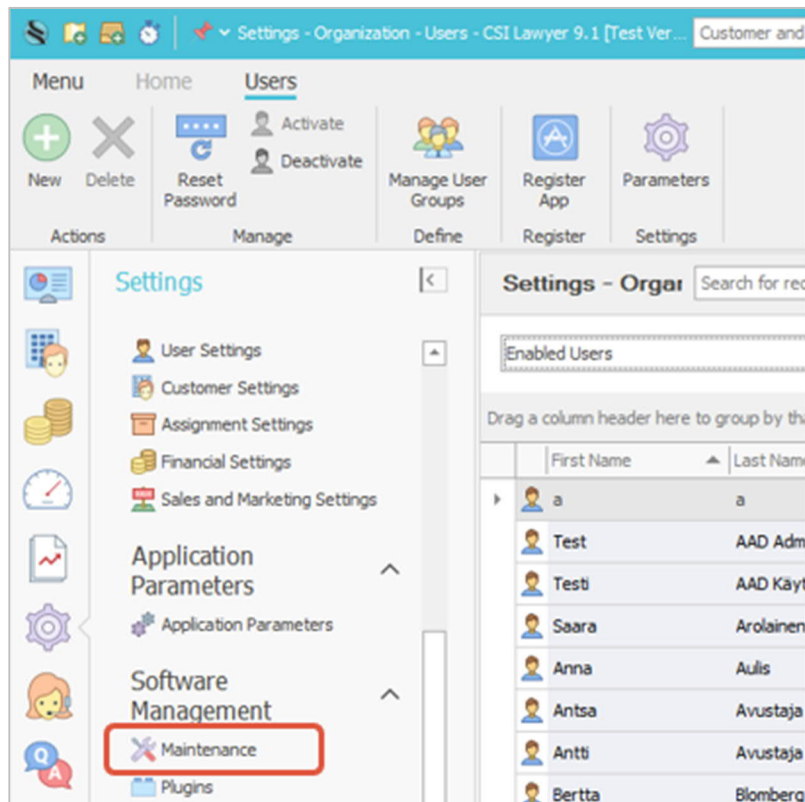 Settings - Organization - Users - CSI Lawyer 9.1 [Test Ver... Customer and
Menu Home Users
New Delete
Reset
Password
Activate
Deactivate
Manage User
Groups
Register
App
Parameters
Actions Manage Define Register Settings
Settings
User Settings
Customer Settings
Assignment Settings
Financial Settings
Sales and Marketing Settings
Application
Parameters
Application Parameters
Software
Management
Maintenance
Plugins
Settings - Organ Search for rec
Enabled Users
Drag a column header here to group by tha
First Name Last Name
a a
Test AAD Adm
Testi AAD Käyt
Saara Arolainen
Anna Aulis
Antsa Avustaja
Antti Avustaja
Bertta Blomberg
Q A